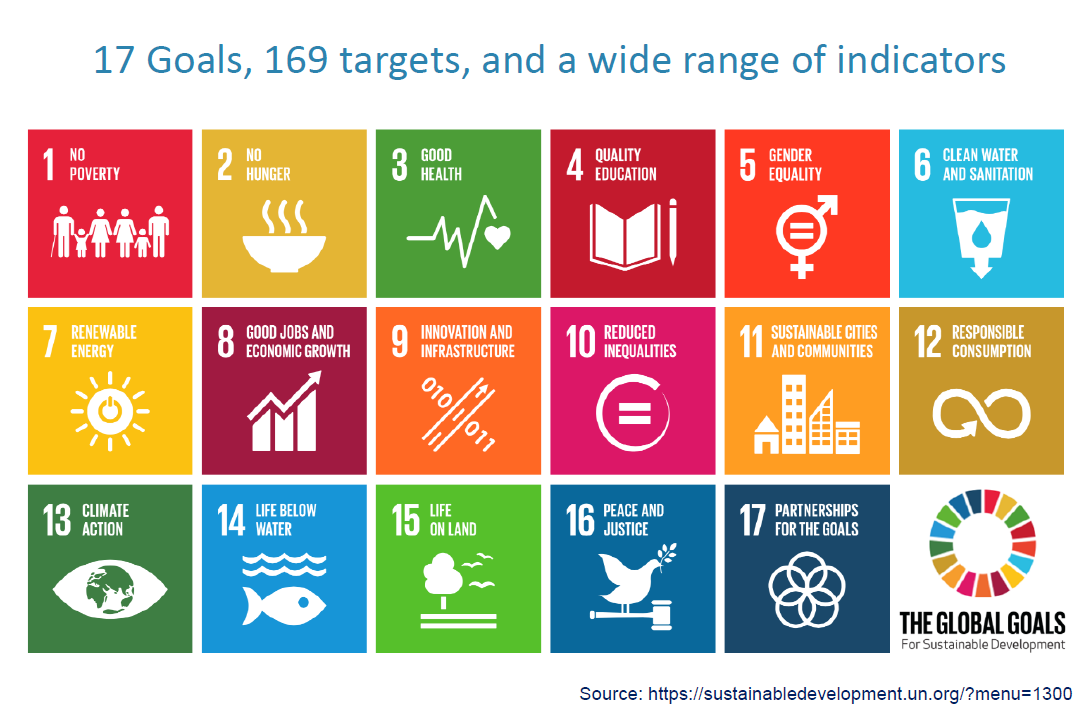 17 Goals, 169 targets, and a wide range of indicators
1 NO
POVERTY
2 NO
HUNGER
3 GOOD
HEALTH
4 QUALITY
EDUCATION
5 GENDER
EQUALITY
6 CLEAN WATER
AND SANITATION
7 RENEWABLE
ENERGY
8 GOOD JOBS AND
ECONOMIC GROWTH
9 INNOVATION AND
INFRASTRUCTURE
010
011
10 REDUCED
INEQUALITIES
11 SUSTAINABLE CITIES
AND COMMUNITIES
12 RESPONSIBLE
CONSUMPTION
13 CLIMATE
ACTION
14 LIFE BELOW
WATER
15 LIFE
ON LAND
16 PEACE AND
JUSTICE
17 PARTNERSHIPS
FOR THE GOALS
THE GLOBAL GOALS
For Sustainable Development
Source: https://sustainabledevelopment.un.org/?menu=1300